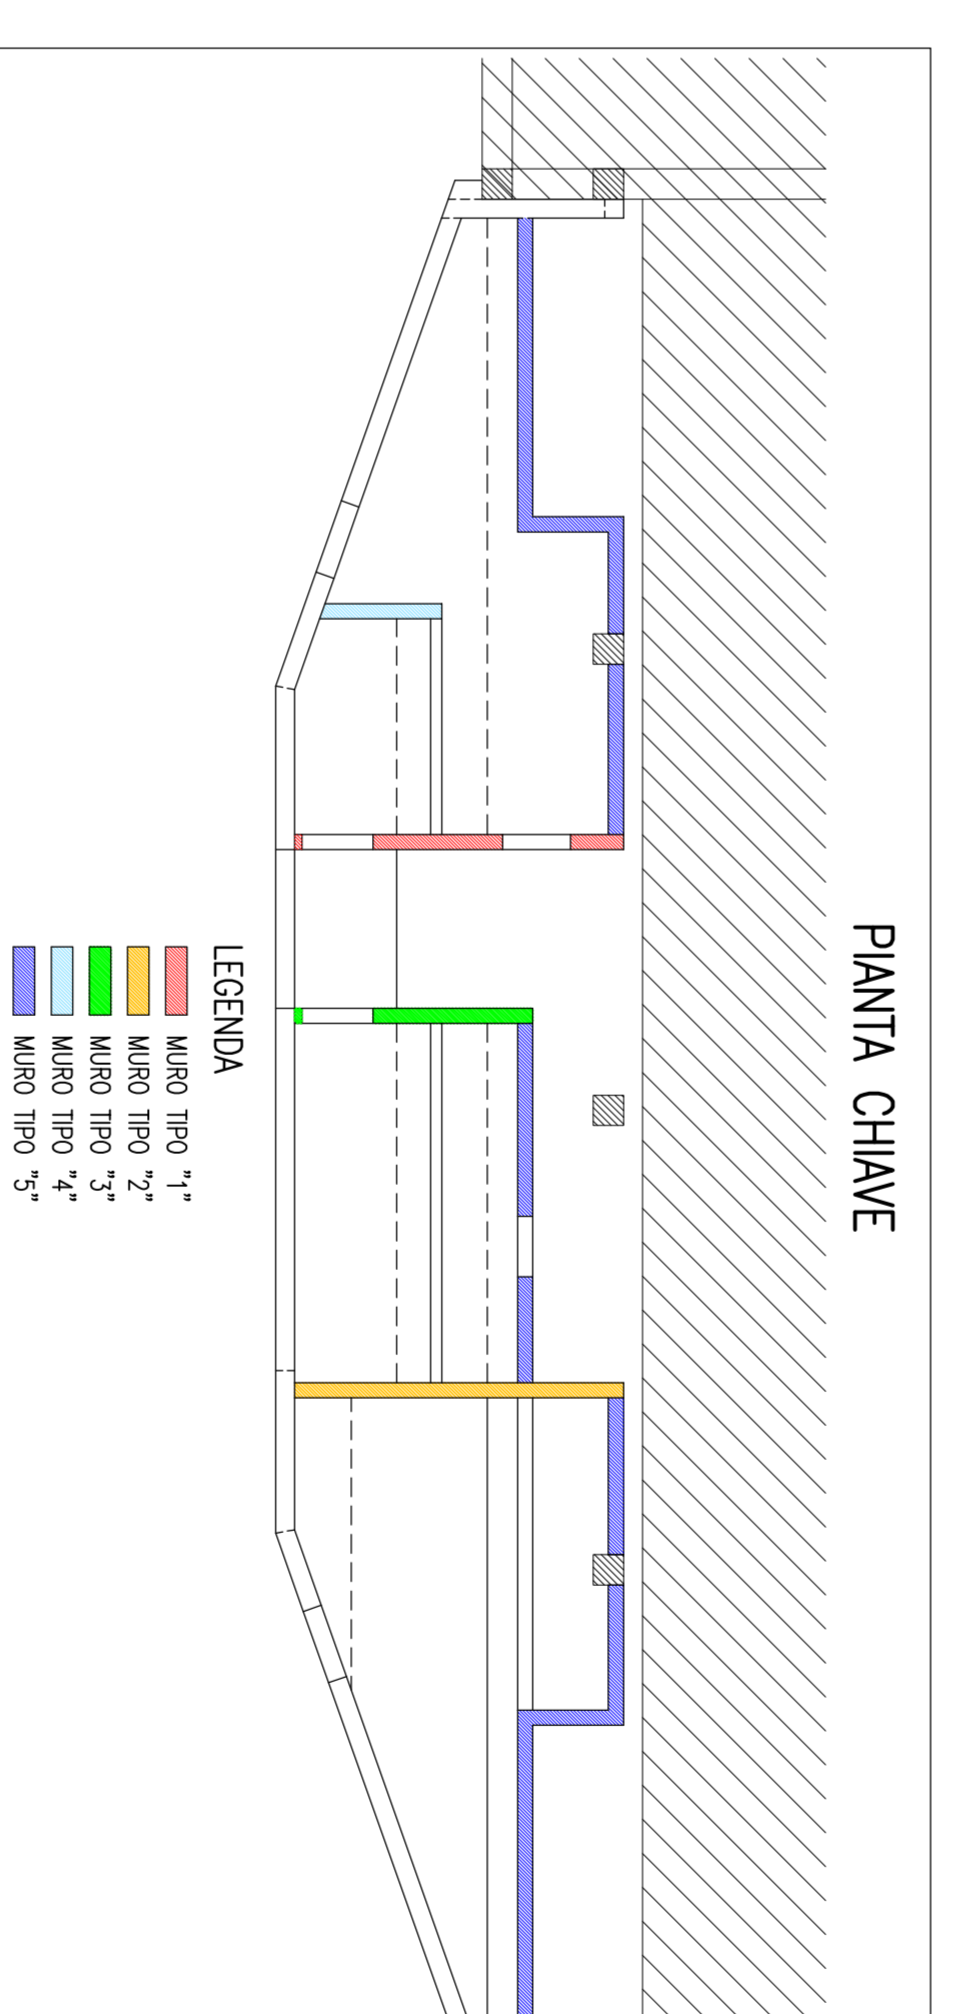 PIANTA CHIAVE
LEGENDA
MURO TIPO "1"
MURO TIPO "2"
MURO TIPO "3"
MURO TIPO "4"
MURO TIPO "5"